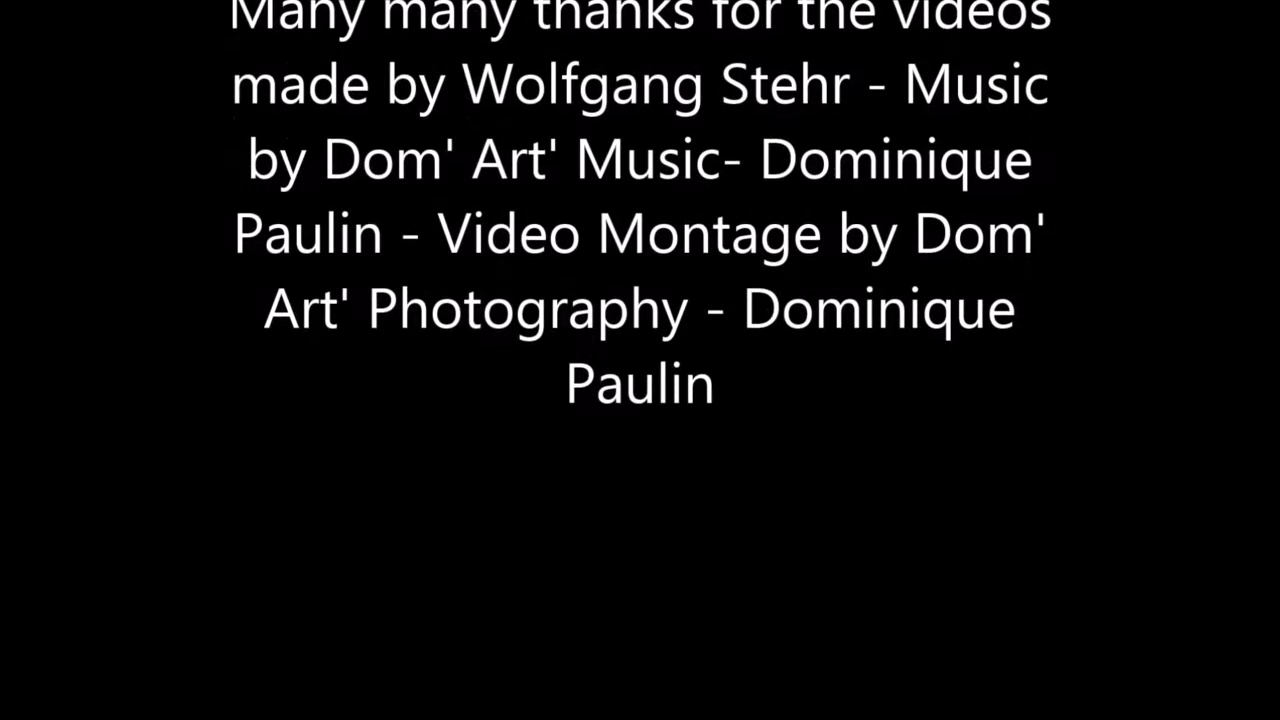 Many many thanks for the videos
made by Wolfgang Stehr - Music
by Dom' Art' Music- Dominique
Paulin - Video Montage by Dom'
Art' Photography - Dominique
Paulin